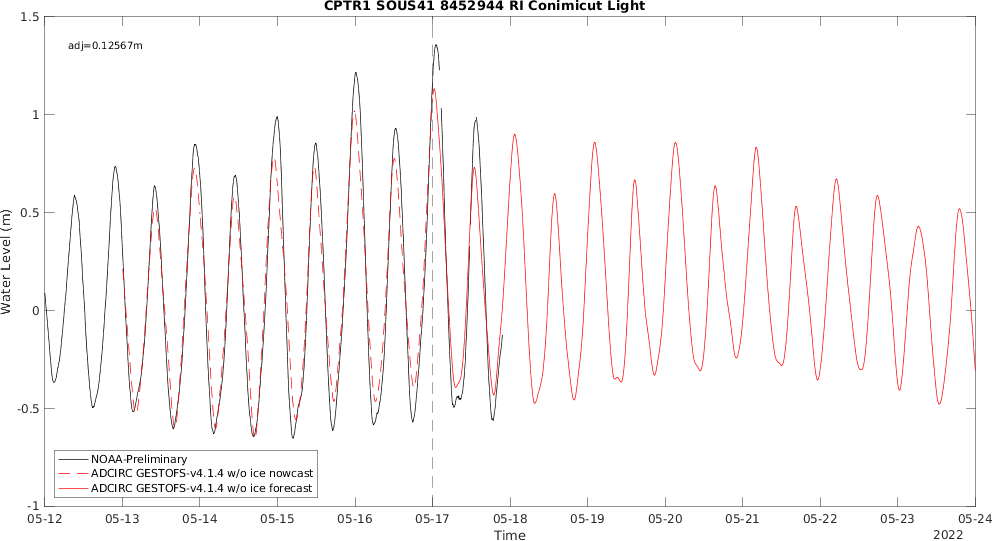 CPTR1 SOUS41 8452944 RI Conimicut Light
1.5
adj=0.12567m
1
0.5
Water Level (m)
0
-0.5
NOAA-Preliminary
ADCIRC GESTOFS-v4.1.4 w/o ice nowcast
ADCIRC GESTOFS-v4.1.4 w/o ice forecast
-1
05-12 05-13 05-14 05-15 05-16 05-17 05-18 05-19 05-20 05-21 05-22 05-23 05-24
Time
2022